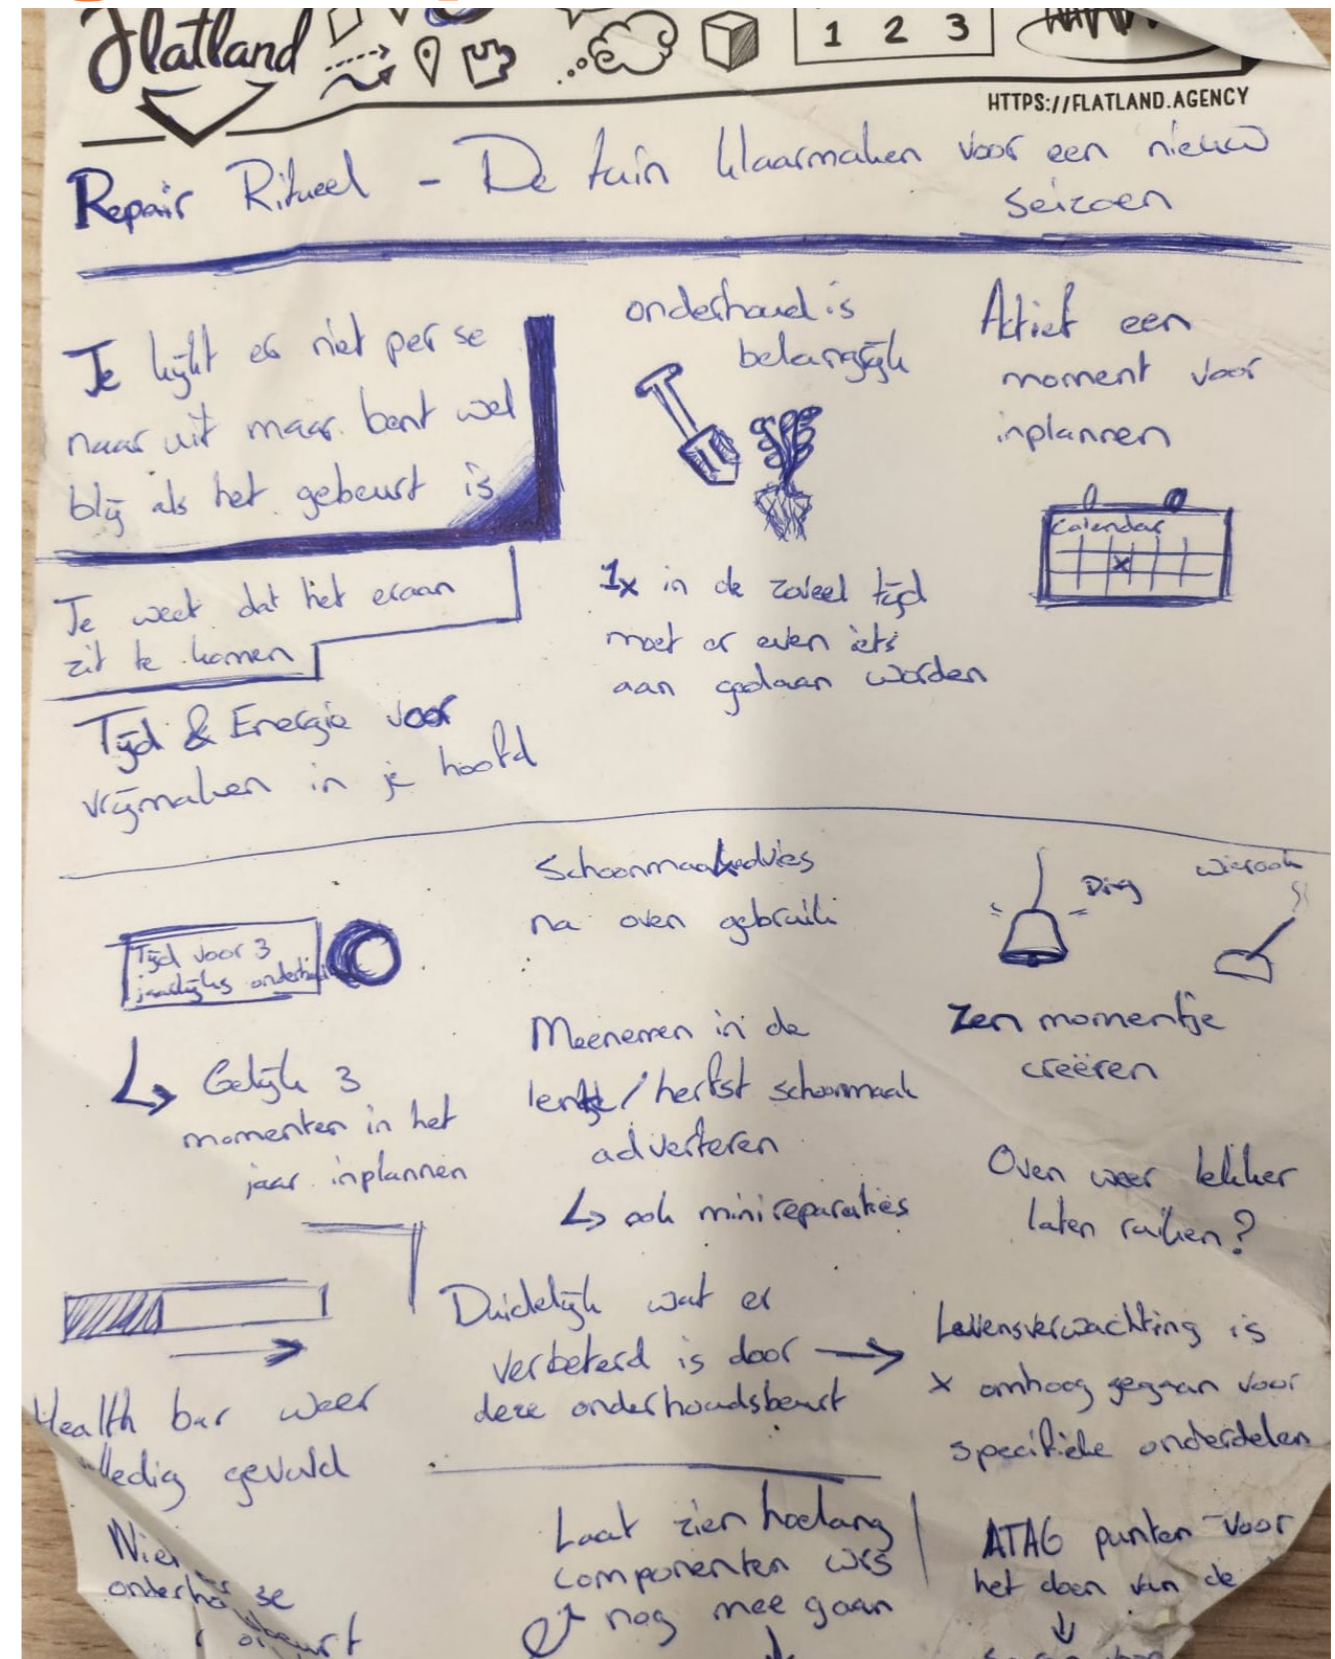 Flatland
1 2 3
HTTPS://FLATLAND.AGENCY
Repair Ritueel - De tuin klaarmaken voor een nieuw
seizoen
Je kijkt er niet per se
naar uit maar bent wel
blij als het gebeurt is
Je weet dat het eraan
zit te komen
Tijd & Energie voor
vrijmaken in je hoofd
onderhoud is
belangrijk
1x in de zoveel tijd
moet er even iets
aan gedaan worden
Actief een
moment voor
inplannen
Calendar
x
Tijd voor 3
jaarlijks onderhoud
Gelijk 3
momenten in het
jaar inplannen
Schoonmaakadvies
na oven gebruik
Meenemen in de
lente/herfst schoonmaak
adverteren
ook mini reparaties
Ding
wierook
Zen momentje
creëren
Oven weer lekker
laten ruiken?
Health bar weer
lledig gevuld
Duidelijk wat er
verbeterd is door
deze onderhoudsbeurt
Levensverwachting is
x omhoog gegaan voor
specifieke onderdelen
Laat zien hoelang
componenten
nog mee gaan
ATAG punten voor
het doen van de